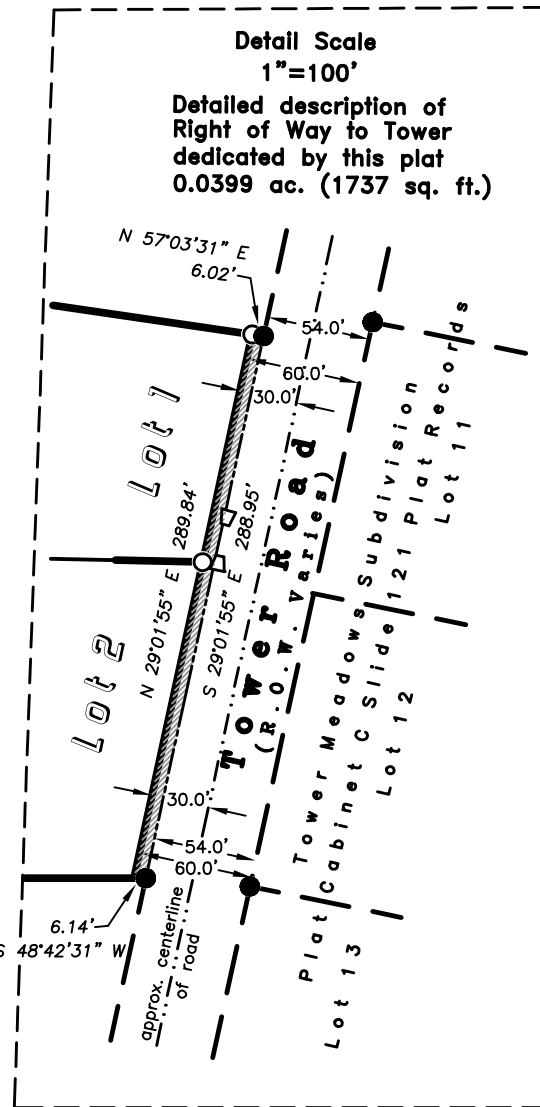 Detail Scale
1"=100'
Detailed description of
Right of Way to Tower
dedicated by this plat
0.0399 ac. (1737 sq. ft.)
N 57°03'31" E
6.02'
54.0'
60.0'
30.0'
Lot 1
Lot 2
N 29°01'55" E 289.84'
S 29°01'55" E 288.95'
Tower Road
(R.O.W. varies)
Tower Meadows Subdivision
Plat Cabinet C Slide 121 Plat Records
Lot 11
Lot 12
Lot 13
30.0'
54.0'
60.0'
6.14'
S 48°42'31" W
approx. centerline
of road